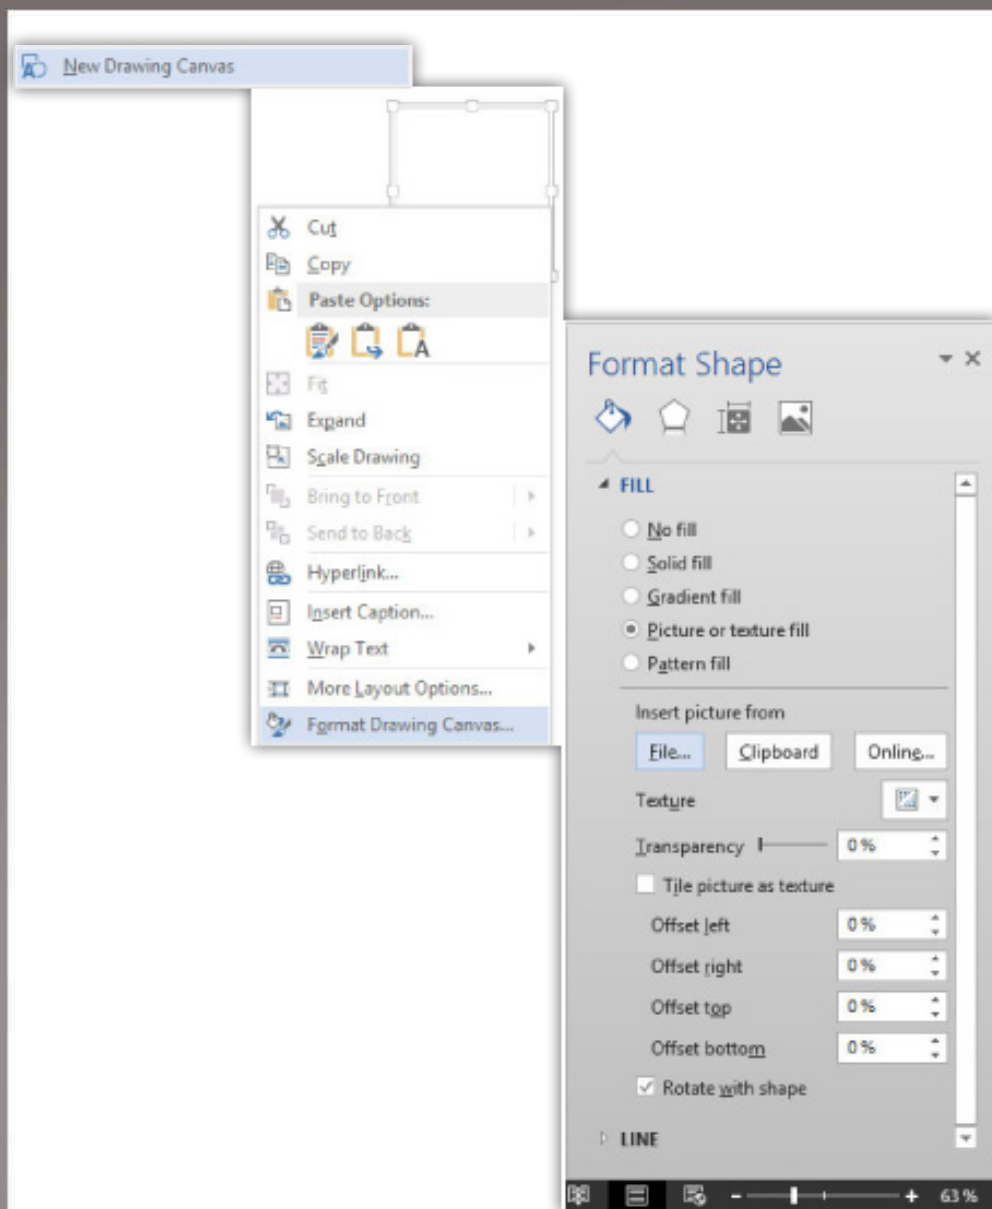 New Drawing Canvas
Cut
Copy
Paste Options:
A
Fit
Expand
Scale Drawing
Bring to Front
Send to Back
Hyperlink...
Insert Caption...
Wrap Text
More Layout Options...
Format Drawing Canvas...
Format Shape
FILL
No fill
Solid fill
Gradient fill
Picture or texture fill
Pattern fill
Insert picture from
File... Clipboard Online...
Texture
Transparency 0 %
Tile picture as texture
Offset left 0 %
Offset right 0 %
Offset top 0 %
Offset bottom 0 %
Rotate with shape
LINE
63 %